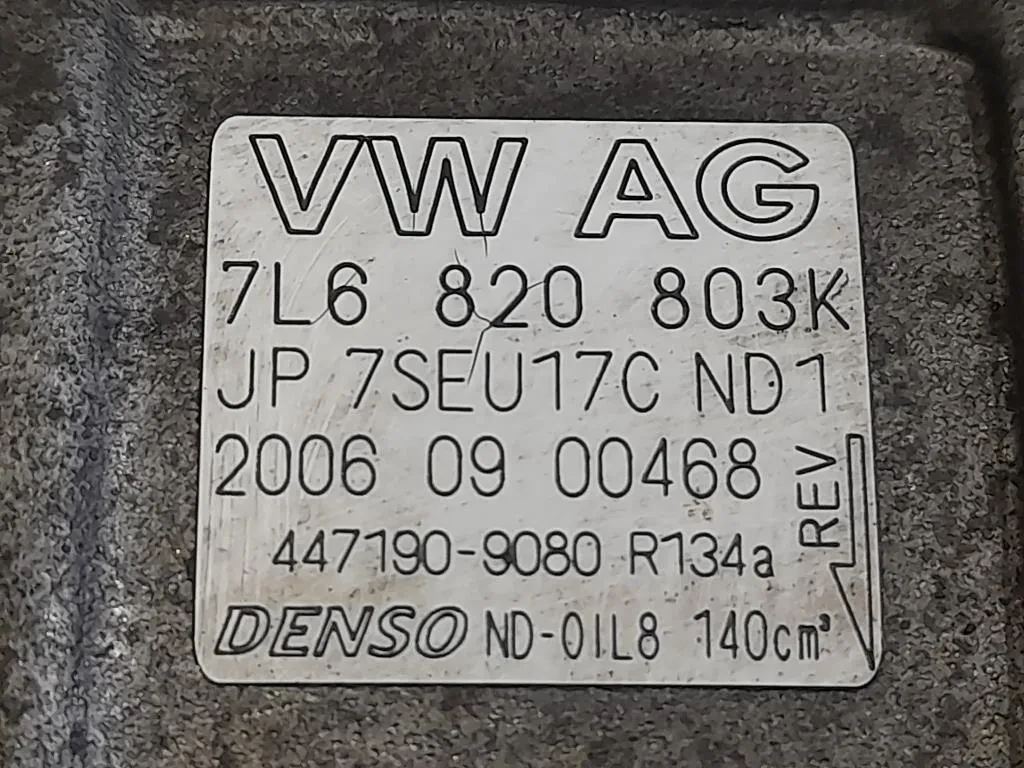 VW AG
7L6 820 803K
JP 7SEU17C ND1
2006 09 00468
REV
447190-9080 R134a
DENSO ND-OIL8 140cm³